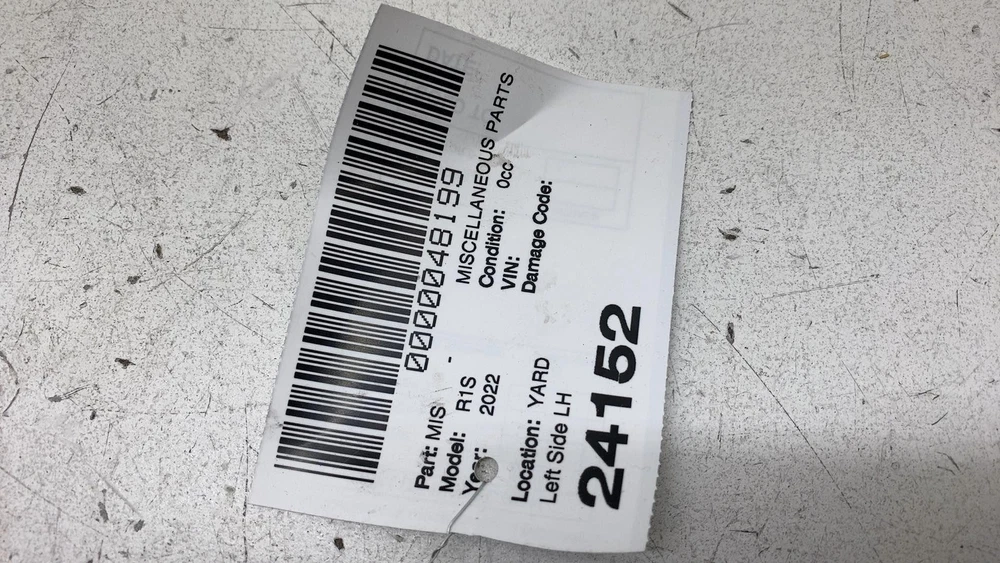 0000048199
Part: MIS - MISCELLANEOUS PARTS
Model: R1S Condition: 0cc
Year: 2022 VIN:
Damage Code:
Location: YARD
Left Side LH
24152